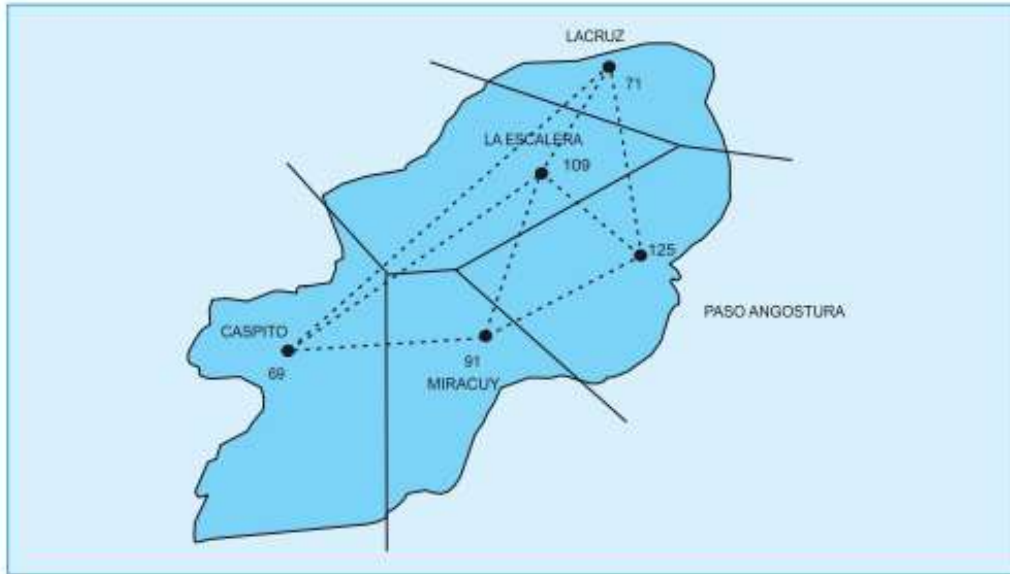 LACRUZ
71
LA ESCALERA
109
125
PASO ANGOSTURA
CASPITO
69
91
MIRACUY